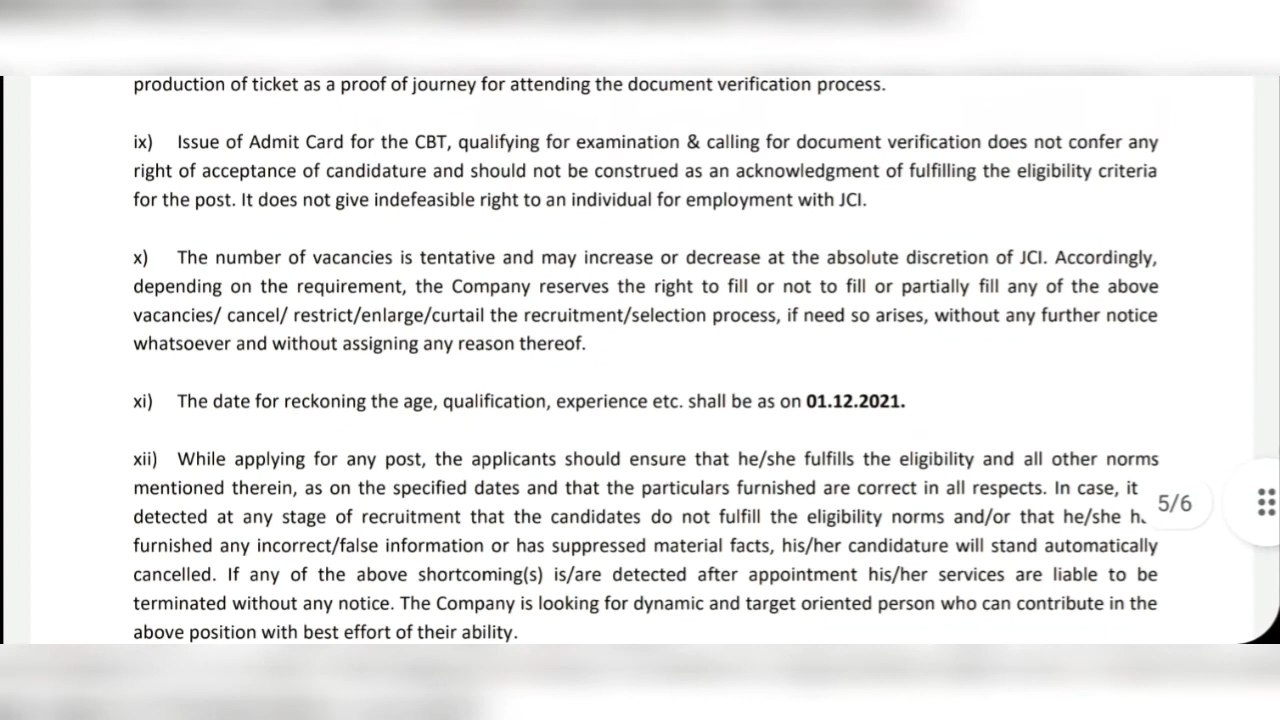 production of ticket as a proof of journey for attending the document verification process.
ix) Issue of Admit Card for the CBT, qualifying for examination & calling for document verification does not confer any
right of acceptance of candidature and should not be construed as an acknowledgment of fulfilling the eligibility criteria
for the post. It does not give indefeasible right to an individual for employment with JCI.
x) The number of vacancies is tentative and may increase or decrease at the absolute discretion of JCI. Accordingly,
depending on the requirement, the Company reserves the right to fill or not to fill or partially fill any of the above
vacancies/ cancel/ restrict/enlarge/curtail the recruitment/selection process, if need so arises, without any further notice
whatsoever and without assigning any reason thereof.
xi) The date for reckoning the age, qualification, experience etc. shall be as on 01.12.2021.
xii) While applying for any post, the applicants should ensure that he/she fulfills the eligibility and all other norms
mentioned therein, as on the specified dates and that the particulars furnished are correct in all respects. In case, it
detected at any stage of recruitment that the candidates do not fulfill the eligibility norms and/or that he/she
5/6
furnished any incorrect/false information or has suppressed material facts, his/her candidature will stand automatically
cancelled. If any of the above shortcoming(s) is/are detected after appointment his/her services are liable to be
terminated without any notice. The Company is looking for dynamic and target oriented person who can contribute in the
above position with best effort of their ability.